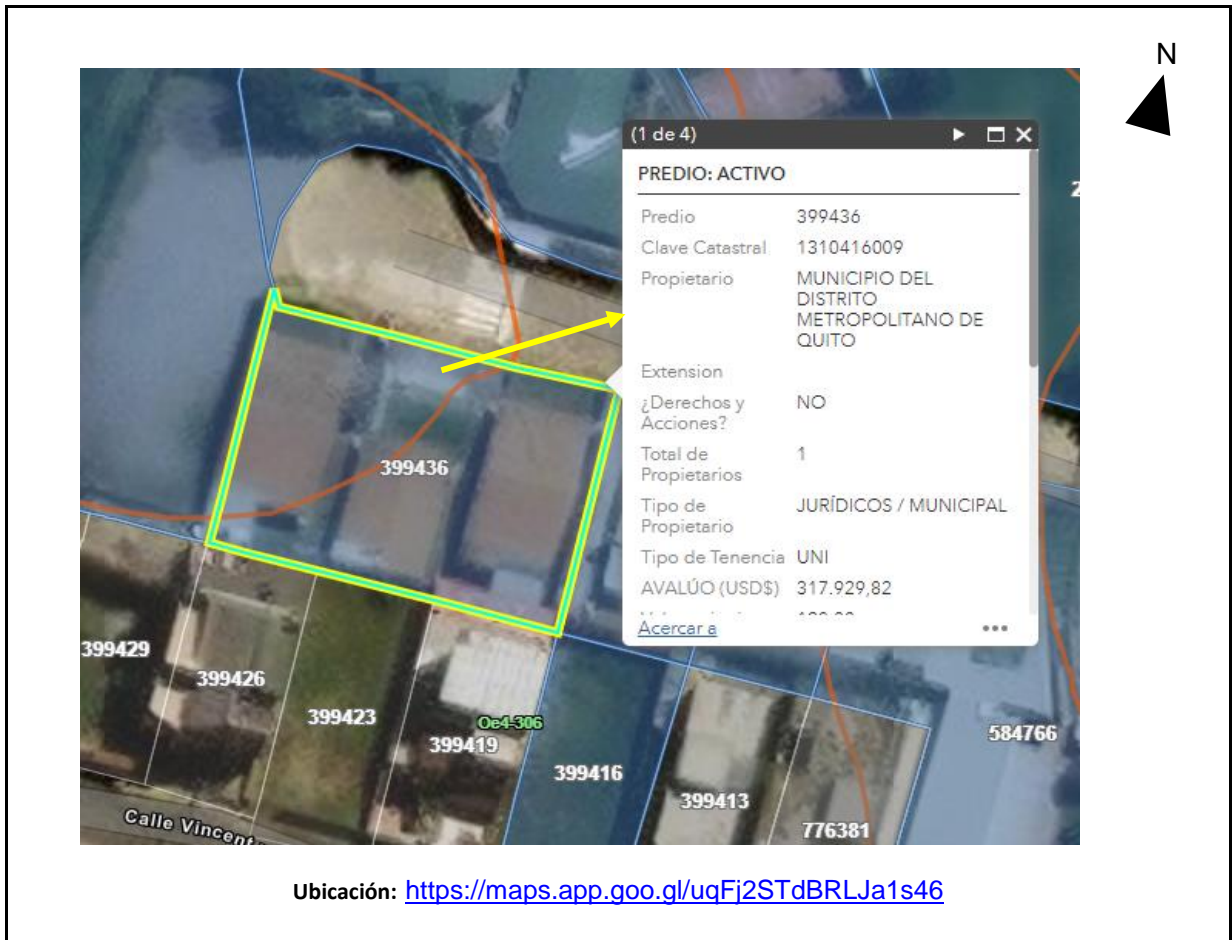 N
(1 de 4)
PREDIO: ACTIVO
Predio 399436
Clave Catastral 1310416009
Propietario MUNICIPIO DEL
DISTRITO
METROPOLITANO DE
QUITO
Extension
¿Derechos y NO
Acciones?
Total de 1
Propietarios
Tipo de JURÍDICOS / MUNICIPAL
Propietario
Tipo de Tenencia UNI
AVALÚO (USD$) 317.929,82
Acercar a
2
399436
399429
399426
399423
399419
Oe4-306
399416
399413
776381
584766
Calle Vincent
Ubicación: https://maps.app.goo.gl/uqFj2STdBRLJa1s46